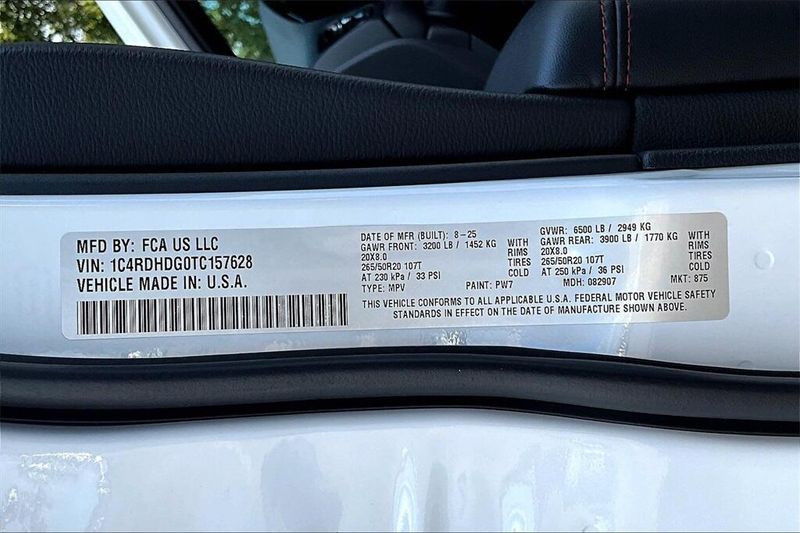 MFD BY: FCA US LLC
VIN: 1C4RDHDG0TC157628
VEHICLE MADE IN: U.S.A.
DATE OF MFR (BUILT): 8-25
GAWR FRONT: 3200 LB / 1452 KG WITH
20X8.0 RIMS
265/50R20 107T TIRES
AT 230 kPa / 33 PSI COLD
TYPE: MPV PAINT: PW7
GVWR: 6500 LB / 2949 KG
GAWR REAR: 3900 LB / 1770 KG WITH
20X8.0 RIMS
265/50R20 107T TIRES
AT 250 kPa / 36 PSI COLD
MDH: 082907 MKT: 875
THIS VEHICLE CONFORMS TO ALL APPLICABLE U.S.A. FEDERAL MOTOR VEHICLE SAFETY
STANDARDS IN EFFECT ON THE DATE OF MANUFACTURE SHOWN ABOVE.